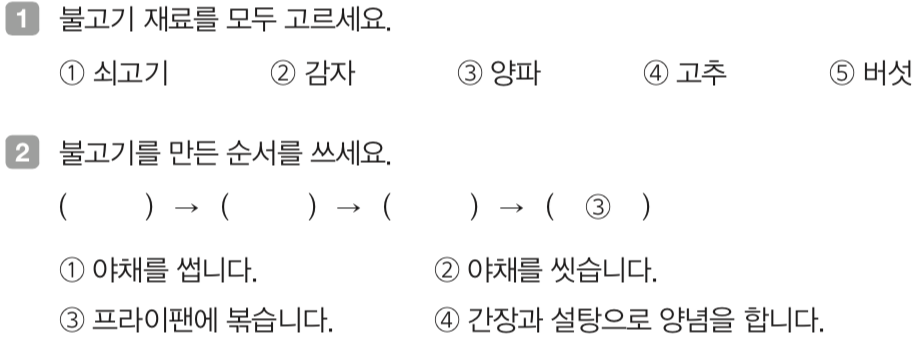 1 불고기 재료를 모두 고르세요.
① 쇠고기 ② 감자 ③ 양파 ④ 고추 ⑤ 버섯
2 불고기를 만든 순서를 쓰세요.
( ) → ( ) → ( ) → ( ③ )
① 야채를 썹니다. ② 야채를 씻습니다.
③ 프라이팬에 볶습니다. ④ 간장과 설탕으로 양념을 합니다.